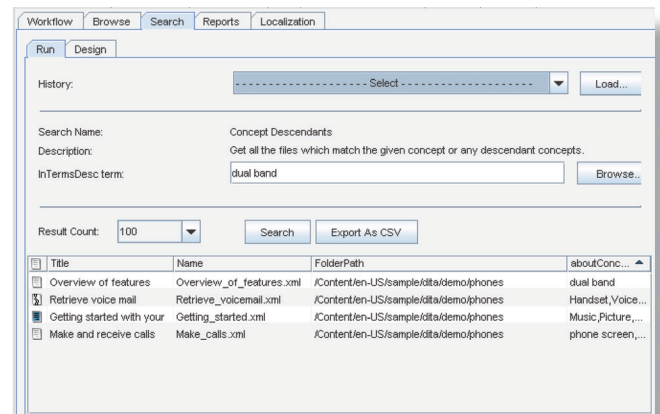 Workflow Browse Search Reports Localization
Run Design
History: - - - - - - - - - - - - - - - - - - - - Select - - - - - - - - - - - - - - - - - - - - Load...
Search Name: Concept Descendants
Description: Get all the files which match the given concept or any descendant concepts.
InTermsDesc term: dual band Browse..
Result Count: 100 Search Export As CSV
Title Name FolderPath aboutConc...
Overview of features Overview_of_features.xml /Content/en-US/sample/dita/demo/phones dual band
Retrieve voice mail Retrieve_voicemail.xml /Content/en-US/sample/dita/demo/phones Handset,Voice...
Getting started with your Getting_started.xml /Content/en-US/sample/dita/demo/phones Music,Picture,...
Make and receive calls Make_calls.xml /Content/en-US/sample/dita/demo/phones phone screen,...